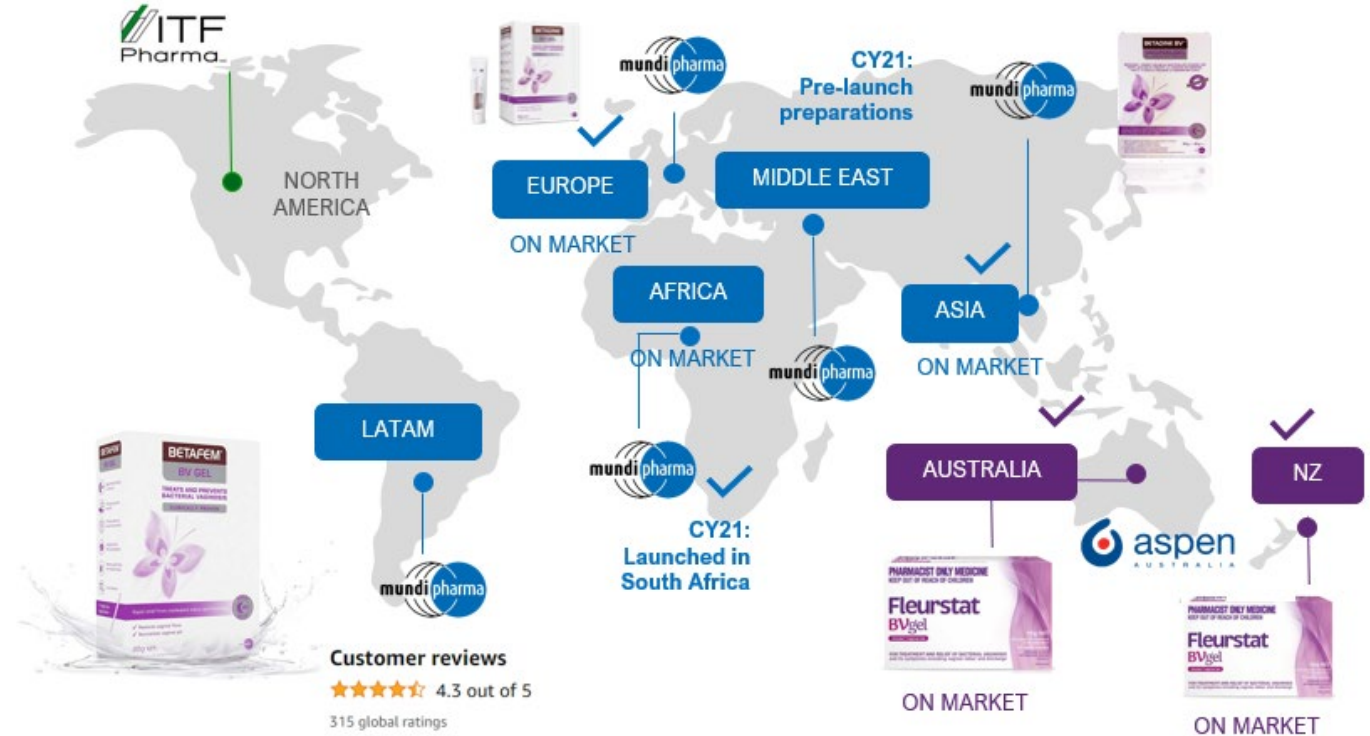 ITF
Pharma
mundipharma
CY21:
Pre-launch
preparations
mundipharma
BETADINE BV
NORTH
AMERICA
EUROPE
ON MARKET
MIDDLE EAST
AFRICA
ON MARKET
mundipharma
ASIA
ON MARKET
LATAM
mundipharma
mundipharma
CY21:
Launched in
South Africa
AUSTRALIA
NZ
aspen
AUSTRALIA
BETAFEM
BV GEL
TREATS AND PREVENTS
BACTERIAL VAGINOSIS
PHARMACIST ONLY MEDICINE
KEEP OUT OF REACH OF CHILDREN
Fleurstat
BVgel
ON MARKET
PHARMACIST ONLY MEDICINE
KEEP OUT OF REACH OF CHILDREN
Fleurstat
BVgel
ON MARKET
Customer reviews
4.3 out of 5
315 global ratings